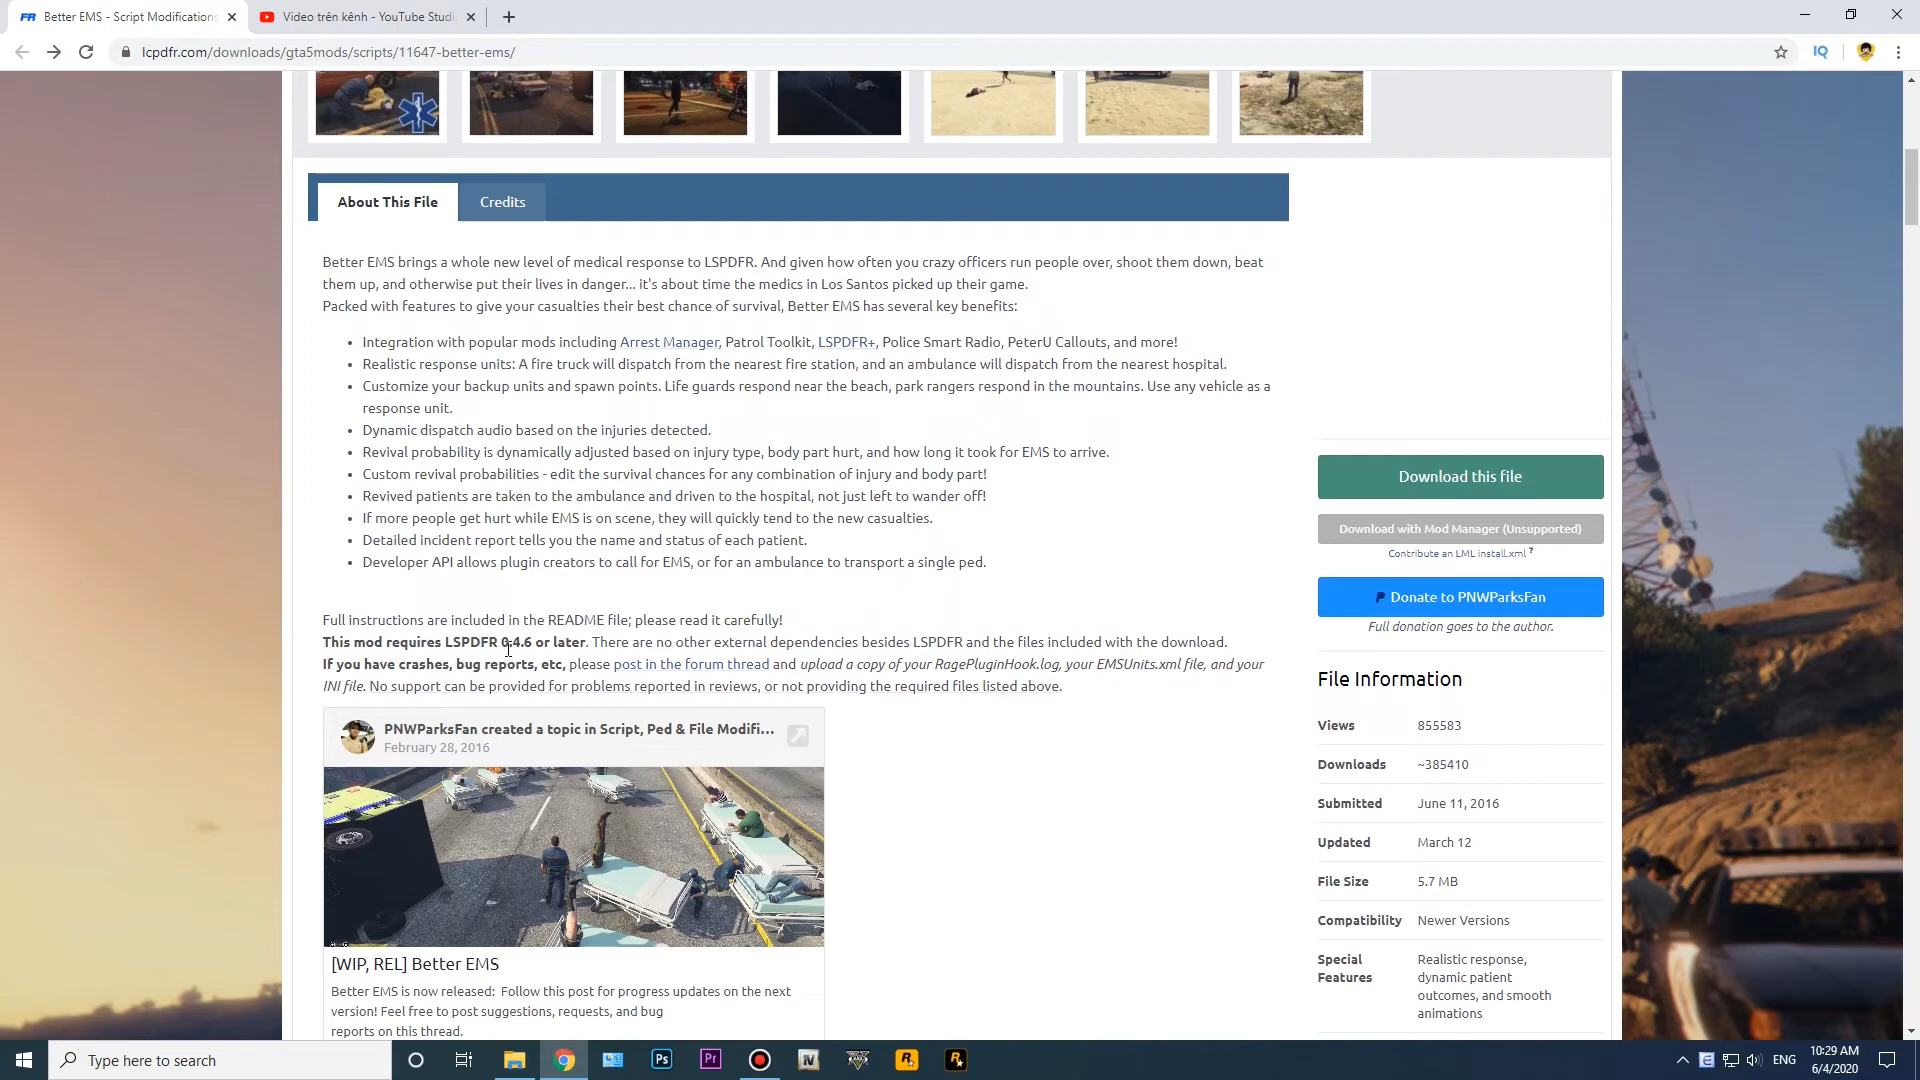 Better EMS - Script Modifications
Video trên kênh - YouTube Studi
lcpdfr.com/downloads/gta5mods/scripts/11647-better-ems/
IQ
About This File
Credits
Better EMS brings a whole new level of medical response to LSPDFR. And given how often you crazy officers run people over, shoot them down, beat
them up, and otherwise put their lives in danger... it's about time the medics in Los Santos picked up their game.
Packed with features to give your casualties their best chance of survival, Better EMS has several key benefits:
• Integration with popular mods including Arrest Manager, Patrol Toolkit, LSPDFR+, Police Smart Radio, PeterU Callouts, and more!
• Realistic response units: A fire truck will dispatch from the nearest fire station, and an ambulance will dispatch from the nearest hospital.
• Customize your backup units and spawn points. Life guards respond near the beach, park rangers respond in the mountains. Use any vehicle as a
response unit.
• Dynamic dispatch audio based on the injuries detected.
• Revival probability is dynamically adjusted based on injury type, body part hurt, and how long it took for EMS to arrive.
• Custom revival probabilities - edit the survival chances for any combination of injury and body part!
• Revived patients are taken to the ambulance and driven to the hospital, not just left to wander off!
• If more people get hurt while EMS is on scene, they will quickly tend to the new casualties.
• Detailed incident report tells you the name and status of each patient.
• Developer API allows plugin creators to call for EMS, or for an ambulance to transport a single ped.
Full instructions are included in the README file; please read it carefully!
This mod requires LSPDFR 0.4.6 or later. There are no other external dependencies besides LSPDFR and the files included with the download.
If you have crashes, bug reports, etc, please post in the forum thread and upload a copy of your RagePluginHook.log, your EMSUnits.xml file, and your
INI file. No support can be provided for problems reported in reviews, or not providing the required files listed above.
PNWParksFan created a topic in Script, Ped & File Modifi...
February 28, 2016
[WIP, REL] Better EMS
Better EMS is now released: Follow this post for progress updates on the next
version! Feel free to post suggestions, requests, and bug
reports on this thread.
Download this file
Download with Mod Manager (Unsupported)
Contribute an LML install.xml ?
Donate to PNWParksFan
Full donation goes to the author.
File Information
Views 855583
Downloads ~385410
Submitted June 11, 2016
Updated March 12
File Size 5.7 MB
Compatibility Newer Versions
Special Features Realistic response,
dynamic patient
outcomes, and smooth
animations
Type here to search
Ps
Pr
ENG
10:29 AM
6/4/2020